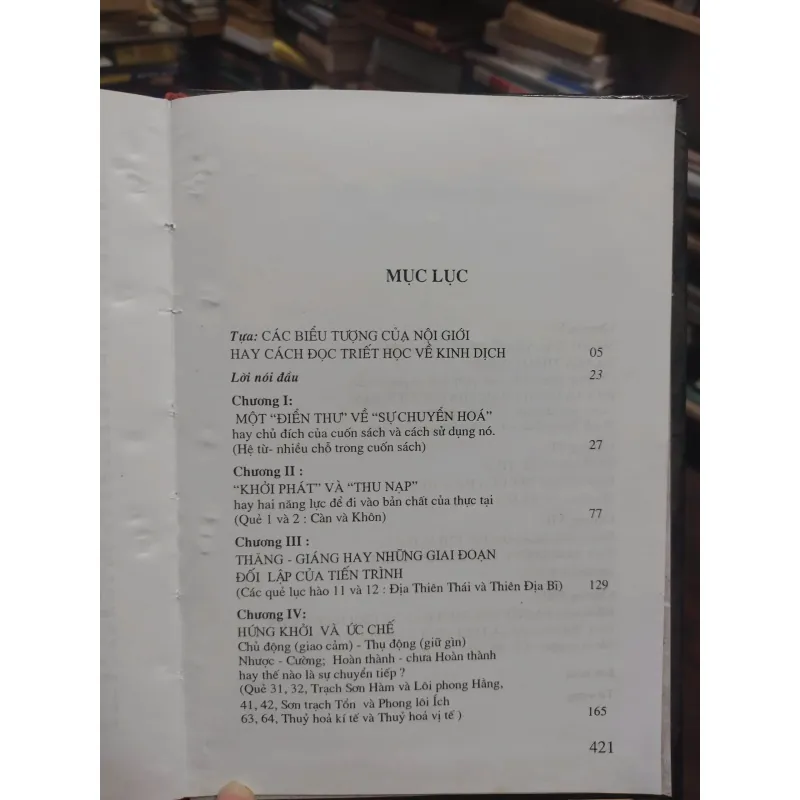 MỤC LỤC
Tựa: CÁC BIỂU TƯỢNG CỦA NỘI GIỚI
HAY CÁCH ĐỌC TRIẾT HỌC VỀ KINH DỊCH 05
Lời nói đầu 23
Chương I:
MỘT “ĐIỂN THƯ” VỀ “SỰ CHUYỂN HOÁ”
hay chủ đích của cuốn sách và cách sử dụng nó.
(Hệ từ- nhiều chỗ trong cuốn sách) 27
Chương II :
“KHỞI PHÁT” VÀ “THU NẠP”
hay hai năng lực để đi vào bản chất của thực tại
(Quẻ 1 và 2 : Càn và Khôn) 77
Chương III :
THĂNG - GIÁNG HAY NHỮNG GIAI ĐOẠN
ĐỐI LẬP CỦA TIẾN TRÌNH
(Các quẻ lục hào 11 và 12 : Địa Thiên Thái và Thiên Địa Bĩ) 129
Chương IV:
HỨNG KHỞI VÀ ỨC CHẾ
Chủ động (giao cảm) - Thụ động (giữ gìn)
Nhược - Cường; Hoàn thành - chưa Hoàn thành
hay thế nào là sự chuyển tiếp ?
(Quẻ 31, 32, Trạch Sơn Hàm và Lôi phong Hằng,
41, 42, Sơn trạch Tổn và Phong lôi Ích
63, 64, Thuỷ hoả kí tế và Thuỷ hoả vị tế ) 165
421